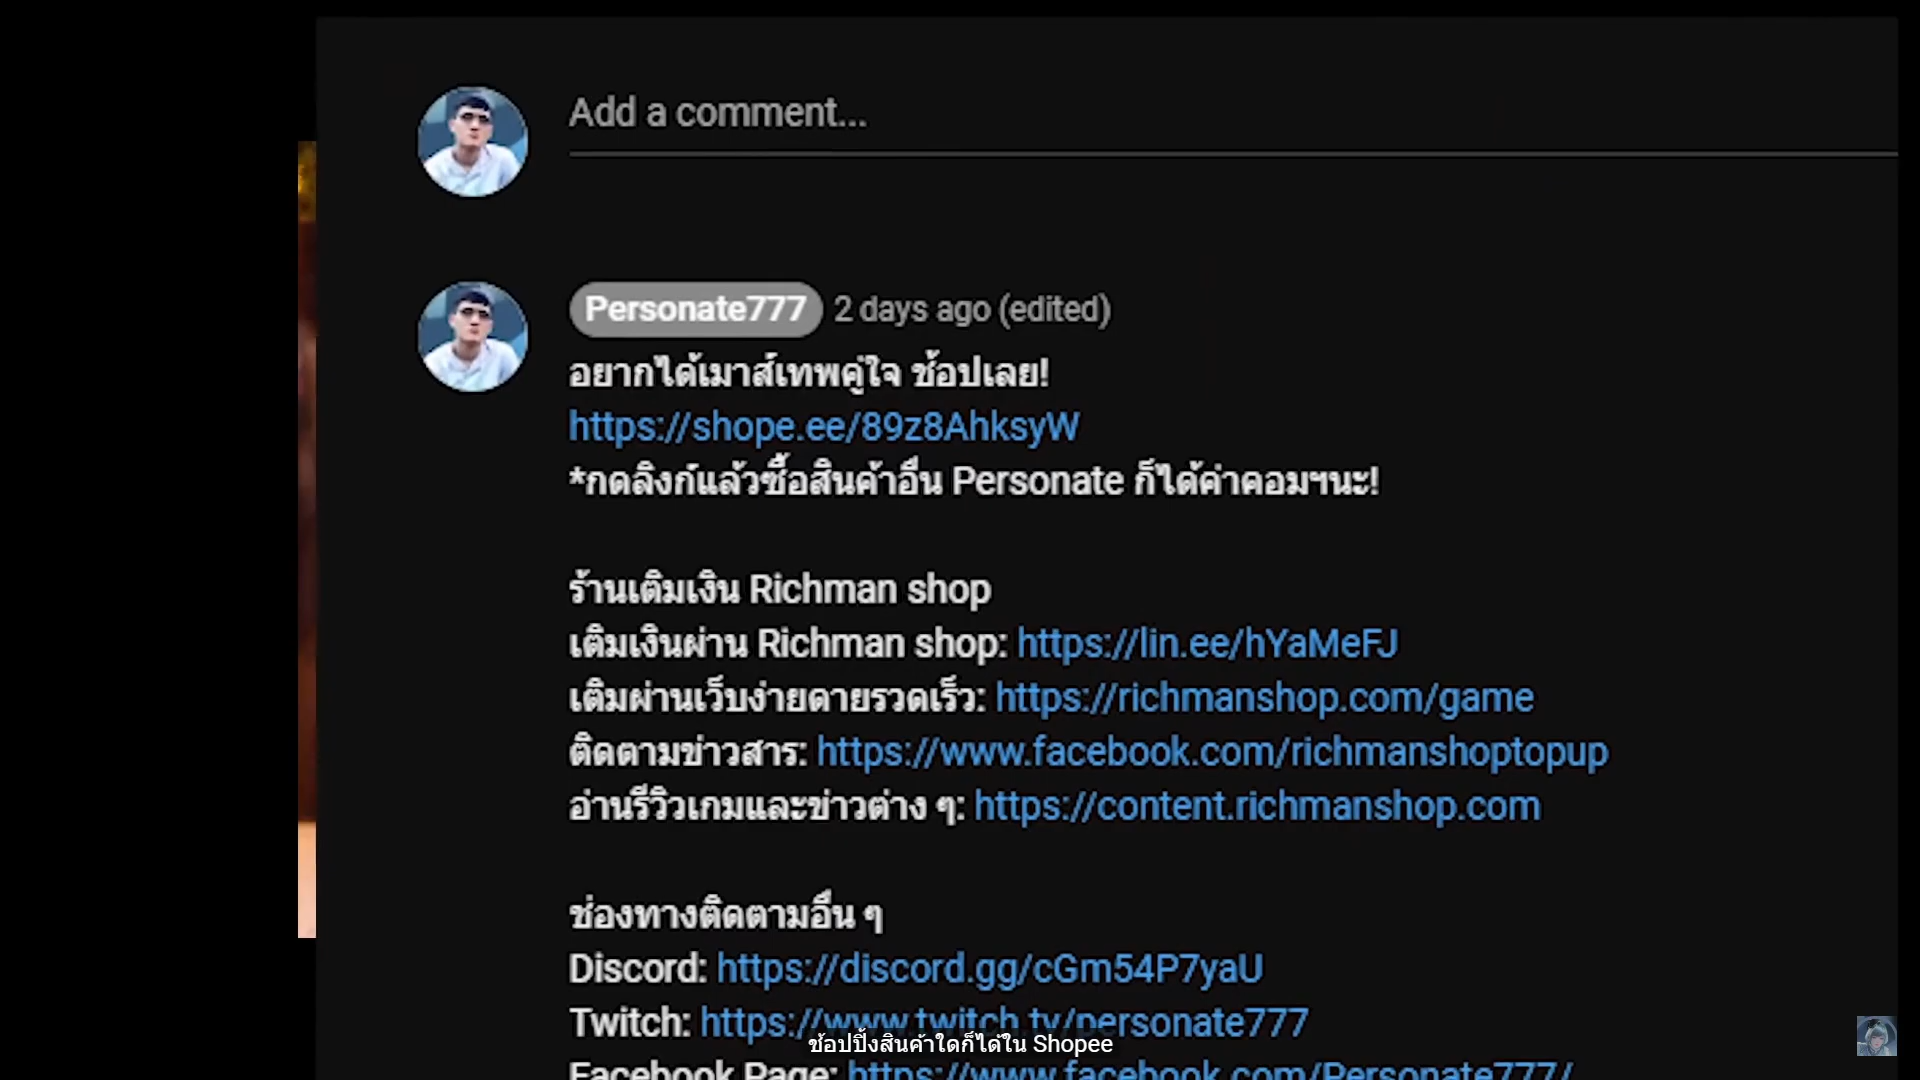 Add a comment...
Personate777 2 days ago (edited)
อยากได้เมาส์เทพคู่ใจ ช้อปเลย!
https://shope.ee/89z8AhksyW
*กดลิงก์แล้วซื้อสินค้าอื่น Personate ก็ได้ค่าคอมฯนะ!
ร้านเติมเงิน Richman shop
เติมเงินผ่าน Richman shop: https://lin.ee/hYaMeFJ
เติมผ่านเว็บง่ายดายรวดเร็ว: https://richmanshop.com/game
ติดตามข่าวสาร: https://www.facebook.com/richmanshoptopup
อ่านรีวิวเกมและข่าวต่าง ๆ: https://content.richmanshop.com
ช่องทางติดตามอื่น ๆ
Discord: https://discord.gg/cGm54P7yaU
Twitch: https://www.twitch.tv/personate777
ช้อปปิ้งสินค้าใดก็ได้ใน Shopee
Facebook Page: https://www.facebook.com/Personate777/